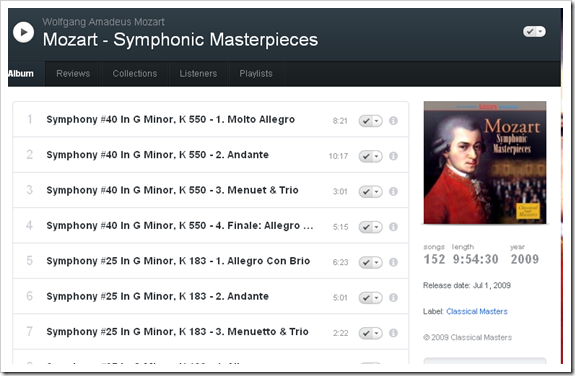 Wolfgang Amadeus Mozart
Mozart - Symphonic Masterpieces
Album Reviews Collections Listeners Playlists
1 Symphony #40 In G Minor, K 550 - 1. Molto Allegro 8:21
2 Symphony #40 In G Minor, K 550 - 2. Andante 10:17
3 Symphony #40 In G Minor, K 550 - 3. Menuet & Trio 3:01
4 Symphony #40 In G Minor, K 550 - 4. Finale: Allegro ... 5:15
5 Symphony #25 In G Minor, K 183 - 1. Allegro Con Brio 6:23
6 Symphony #25 In G Minor, K 183 - 2. Andante 5:01
7 Symphony #25 In G Minor, K 183 - 3. Menuetto & Trio 2:22
Mozart
Symphonic
Masterpieces
songs length year
152 9:54:30 2009
Release date: Jul 1, 2009
Label: Classical Masters
© 2009 Classical Masters